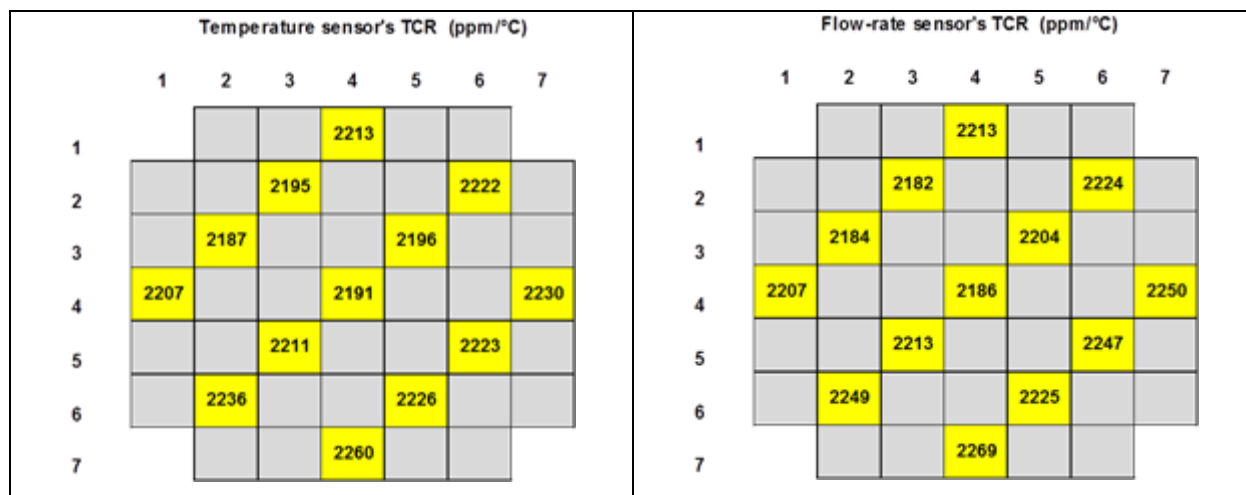 Temperature sensor's TCR (ppm/°C)
1 2 3 4 5 6 7
1 2213
2 2195 2222
3 2187 2196
4 2207 2191 2230
5 2211 2223
6 2236 2226
7 2260
Flow-rate sensor's TCR (ppm/°C)
1 2 3 4 5 6 7
1 2213
2 2182 2224
3 2184 2204
4 2207 2186 2250
5 2213 2247
6 2249 2225
7 2269